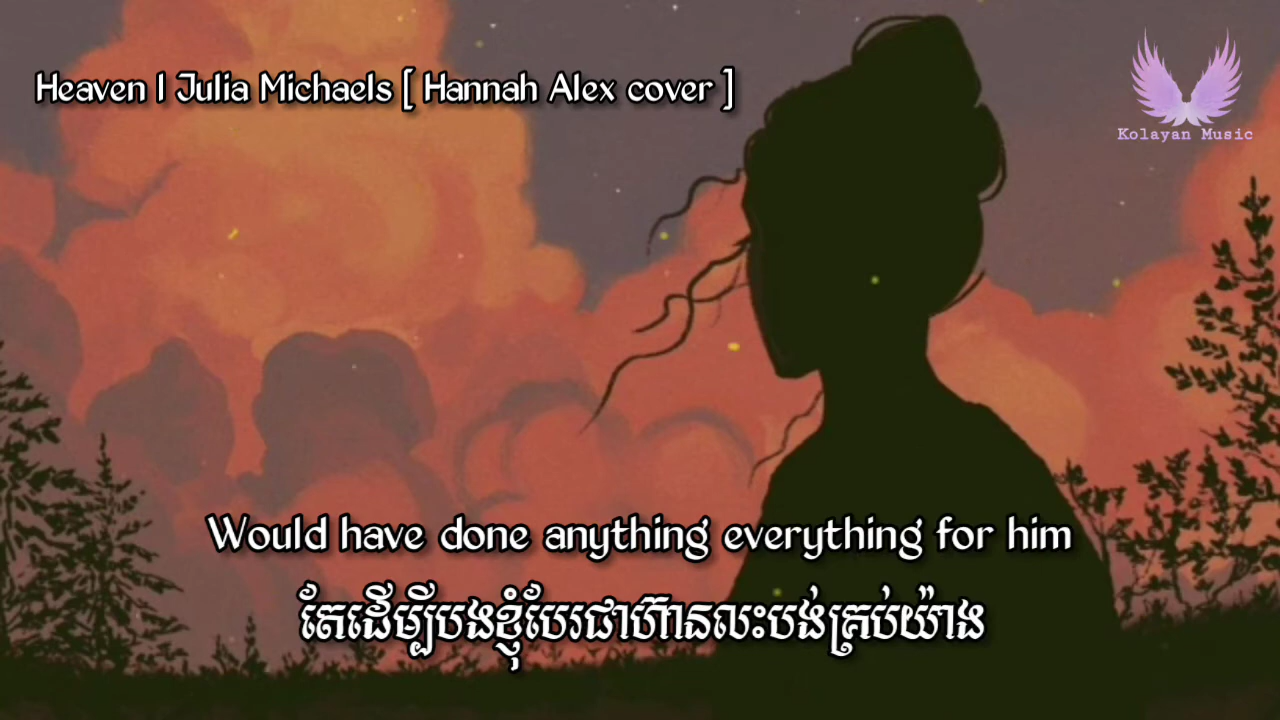 Heaven | Julia Michaels [ Hannah Alex cover ]
Kolayan Music
Would have done anything everything for him
តែដើម្បីបងខ្ញុំបែរជាហ៊ានលះបង់គ្រប់យ៉ាង